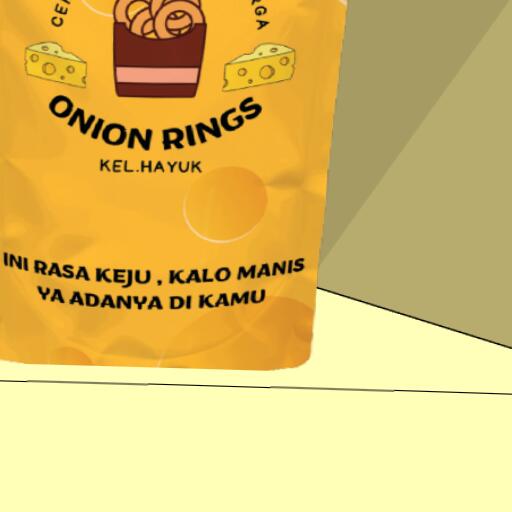 ONION RINGS
KEL.HAYUK
INI RASA KEJU , KALO MANIS
YA ADANYA DI KAMU